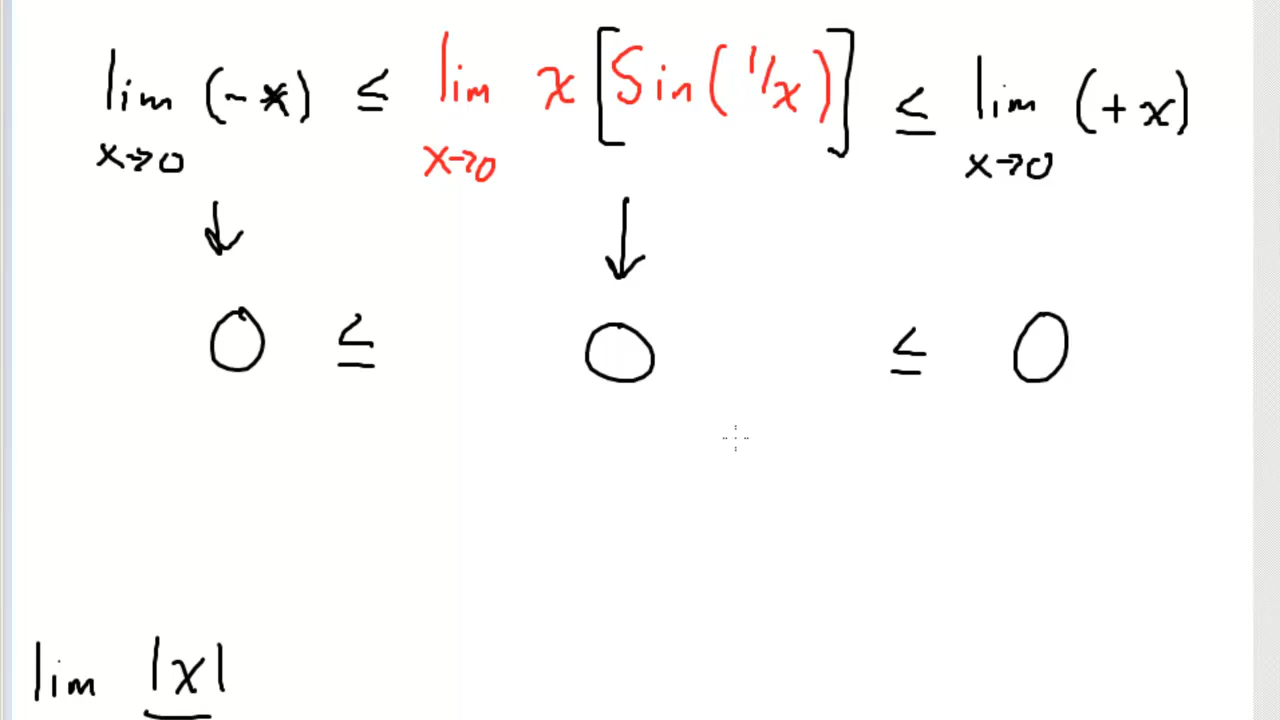 lim (-x) ≤ lim x [Sin(1/x)] ≤ lim (+x)
x→0 x→0 x→0
↓ ↓
0 ≤ 0 ≤ 0
lim |x|